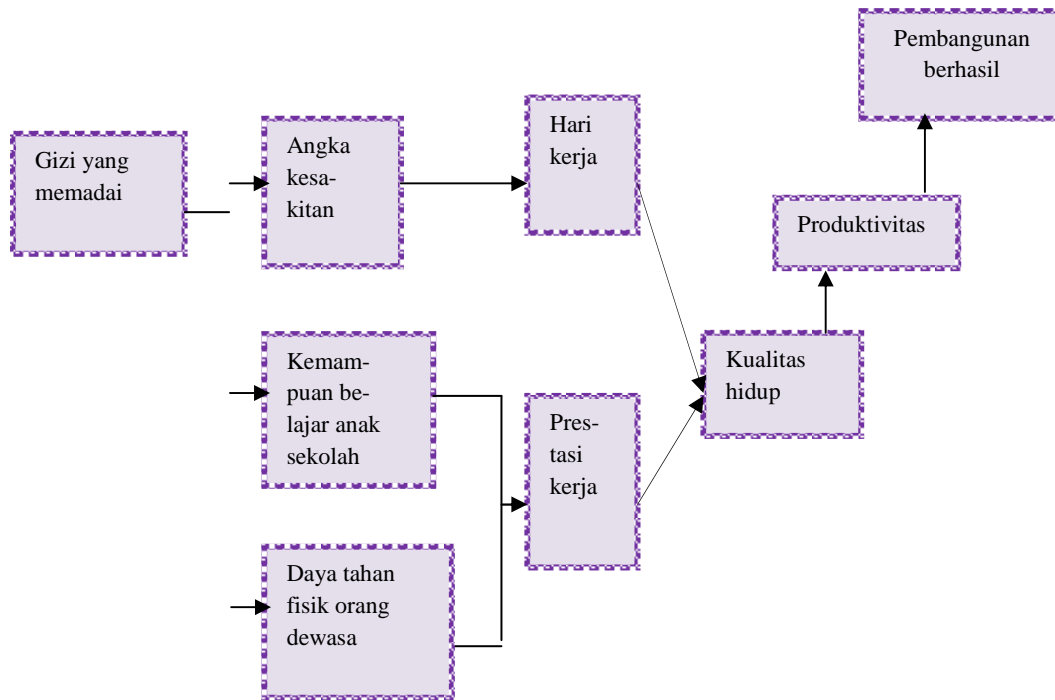 Gizi yang
memadai
Angka
kesa-
kitan
Hari
kerja
Pembangunan
berhasil
Produktivitas
Kemam-
puan be-
lajar anak
sekolah
Pres-
tasi
kerja
Kualitas
hidup
Daya tahan
fisik orang
dewasa